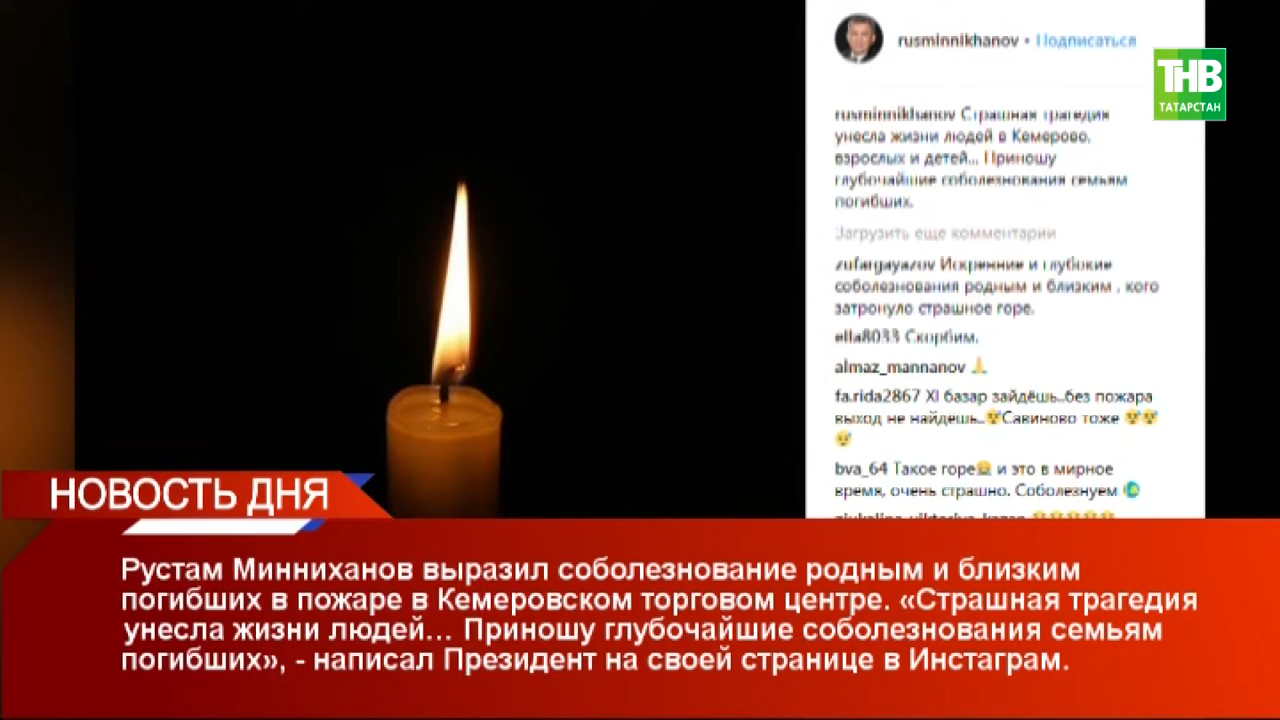 rusminnikhanov • Подписаться
ТНВ
ТАТАРСТАН
rusminnikhanov Страшная трагедия
унесла жизни людей в Кемерово,
взрослых и детей... Приношу
глубочайшие соболезнования семьям
погибших.
Загрузить еще комментарии
zufargayazov Искренние и глубокие
соболезнования родным и близким , кого
затронуло страшное горе.
ella8033 Скорбим.
almaz_mannanov 🙏
fa.rida2867 XI базар зайдёшь..без пожара
выход не найдешь..😢Савиново тоже 😢😢
😢
bva_64 Такое горе😭 и это в мирное
время, очень страшно. Соболезнуем
НОВОСТЬ ДНЯ
Рустам Минниханов выразил соболезнование родным и близким
погибших в пожаре в Кемеровском торговом центре. «Страшная трагедия
унесла жизни людей... Приношу глубочайшие соболезнования семьям
погибших», - написал Президент на своей странице в Инстаграм.